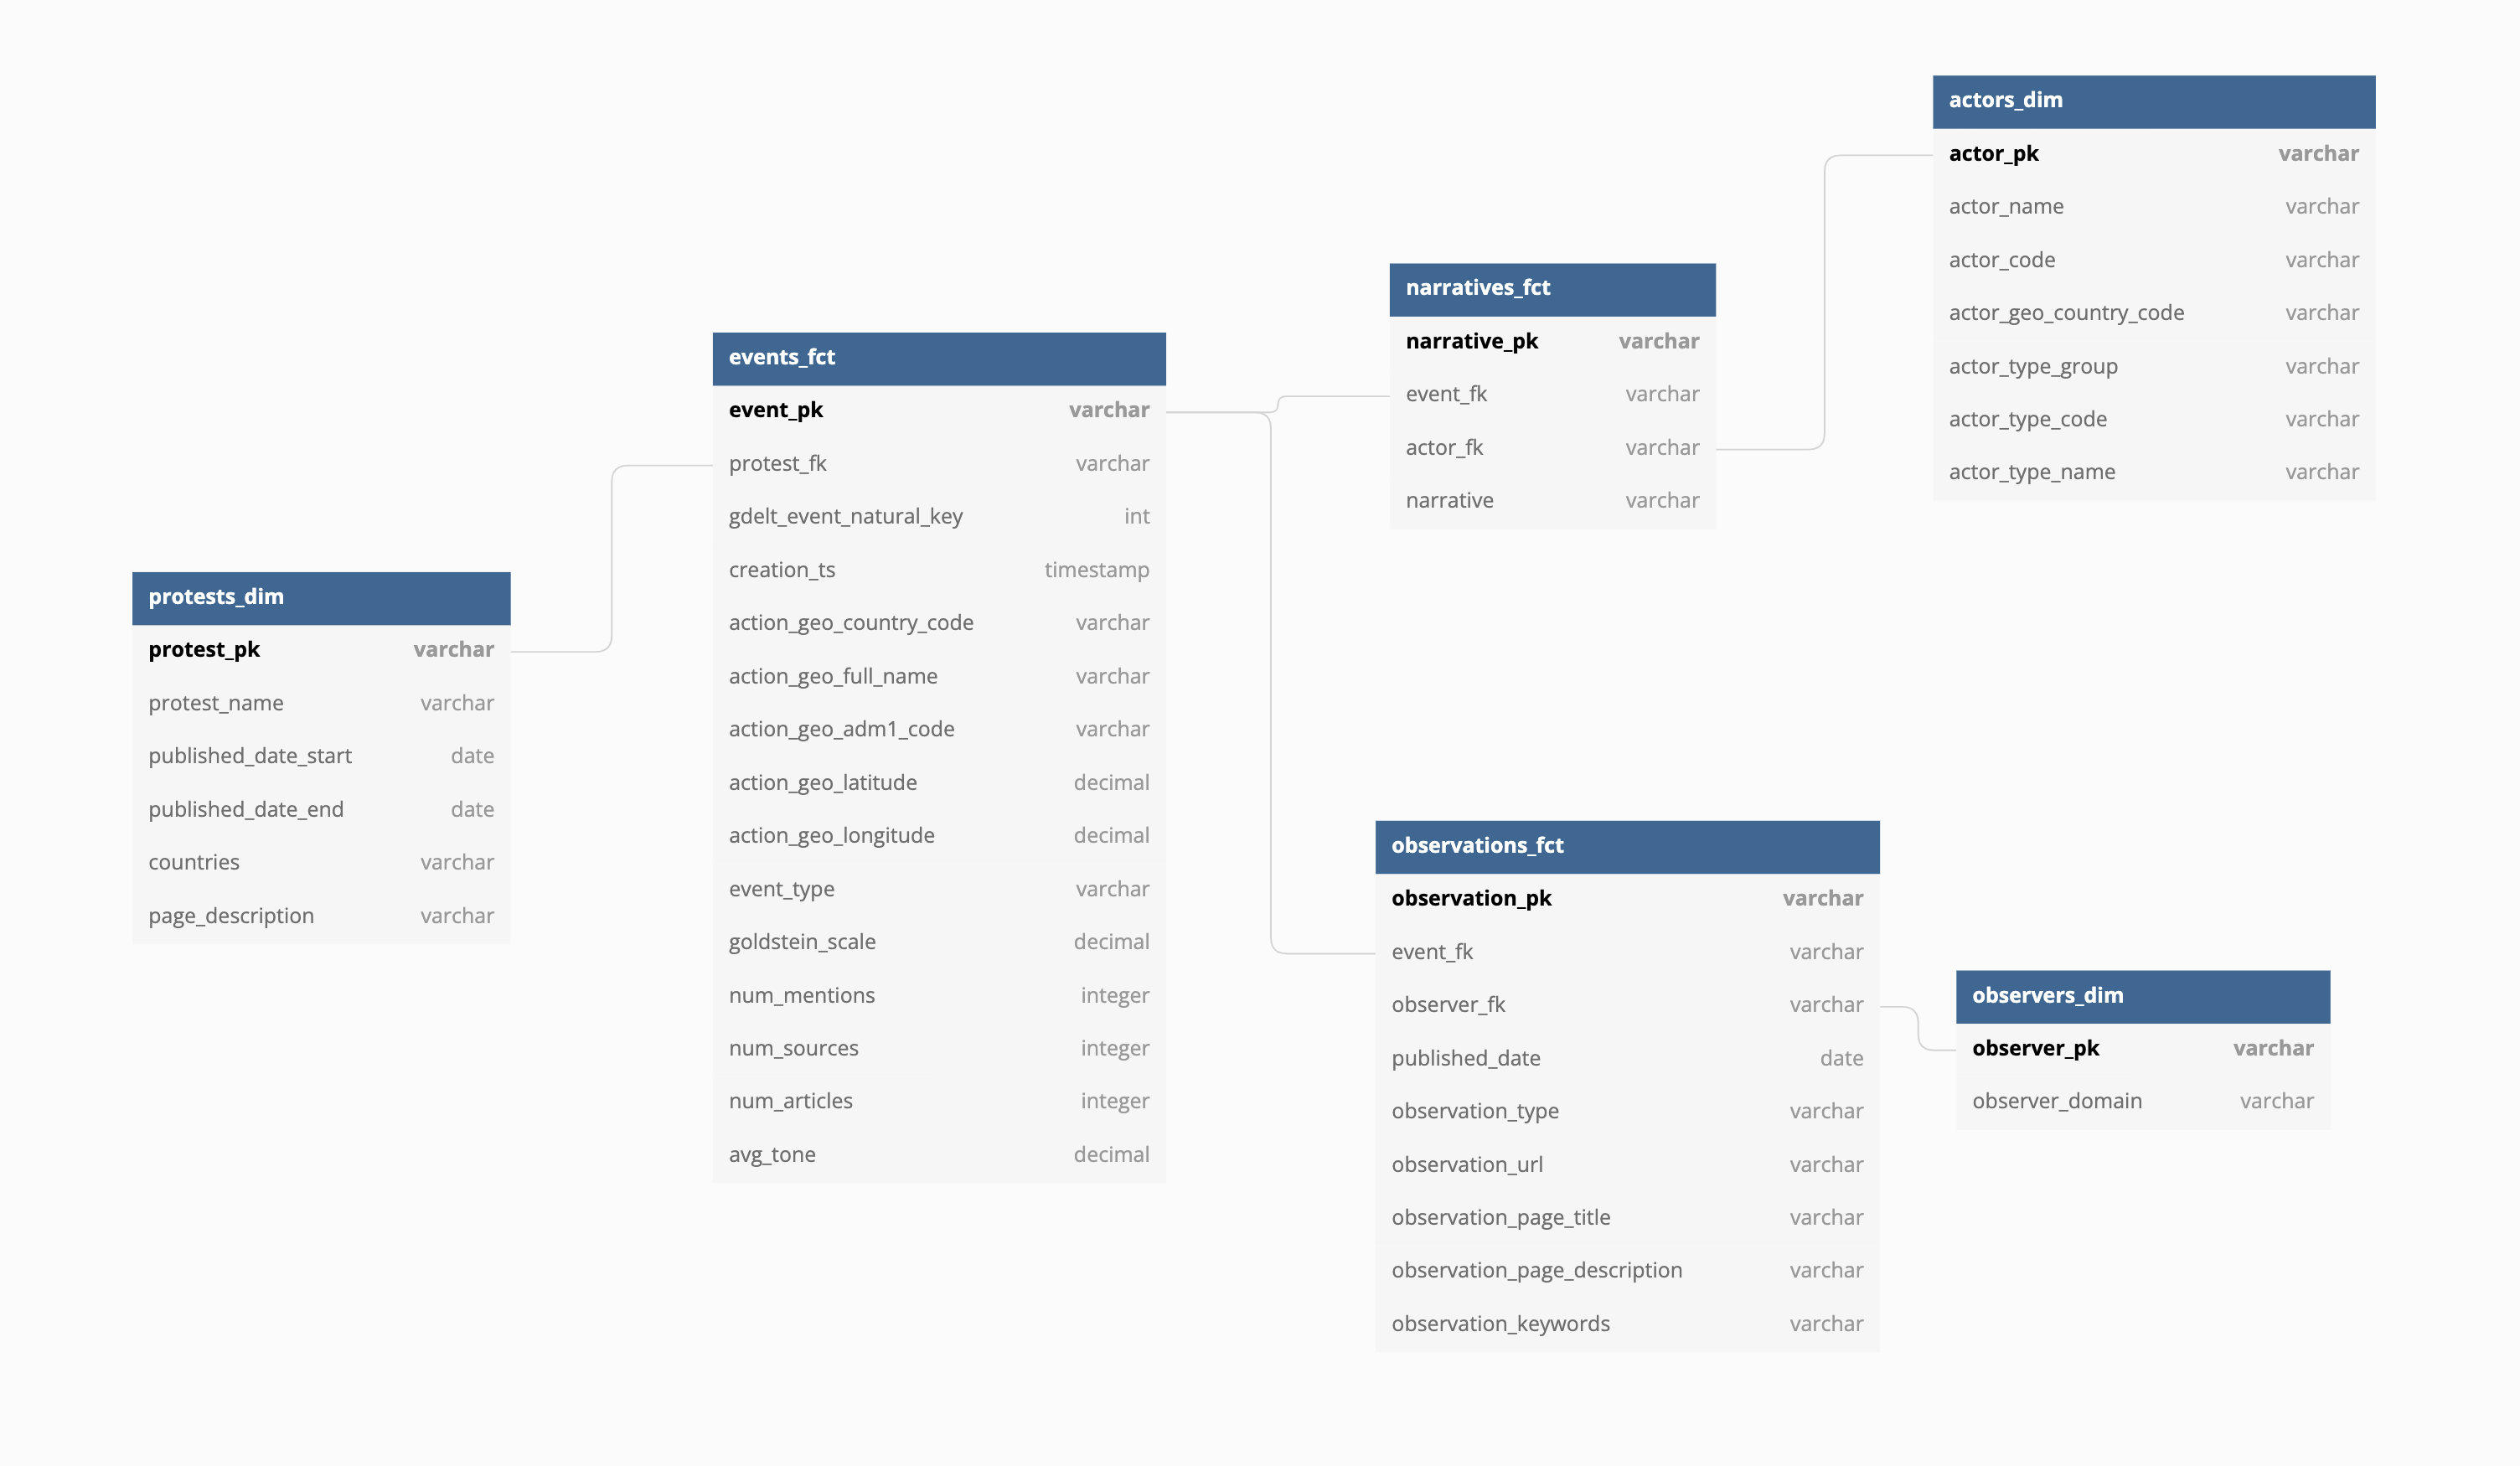 actors_dim
actor_pk varchar
actor_name varchar
actor_code varchar
actor_geo_country_code varchar
actor_type_group varchar
actor_type_code varchar
actor_type_name varchar
narratives_fct
narrative_pk varchar
event_fk varchar
actor_fk varchar
narrative varchar
events_fct
event_pk varchar
protest_fk varchar
gdelt_event_natural_key int
creation_ts timestamp
action_geo_country_code varchar
action_geo_full_name varchar
action_geo_adm1_code varchar
action_geo_latitude decimal
action_geo_longitude decimal
event_type varchar
goldstein_scale decimal
num_mentions integer
num_sources integer
num_articles integer
avg_tone decimal
protests_dim
protest_pk varchar
protest_name varchar
published_date_start date
published_date_end date
countries varchar
page_description varchar
observations_fct
observation_pk varchar
event_fk varchar
observer_fk varchar
published_date date
observation_type varchar
observation_url varchar
observation_page_title varchar
observation_page_description varchar
observation_keywords varchar
observers_dim
observer_pk varchar
observer_domain varchar